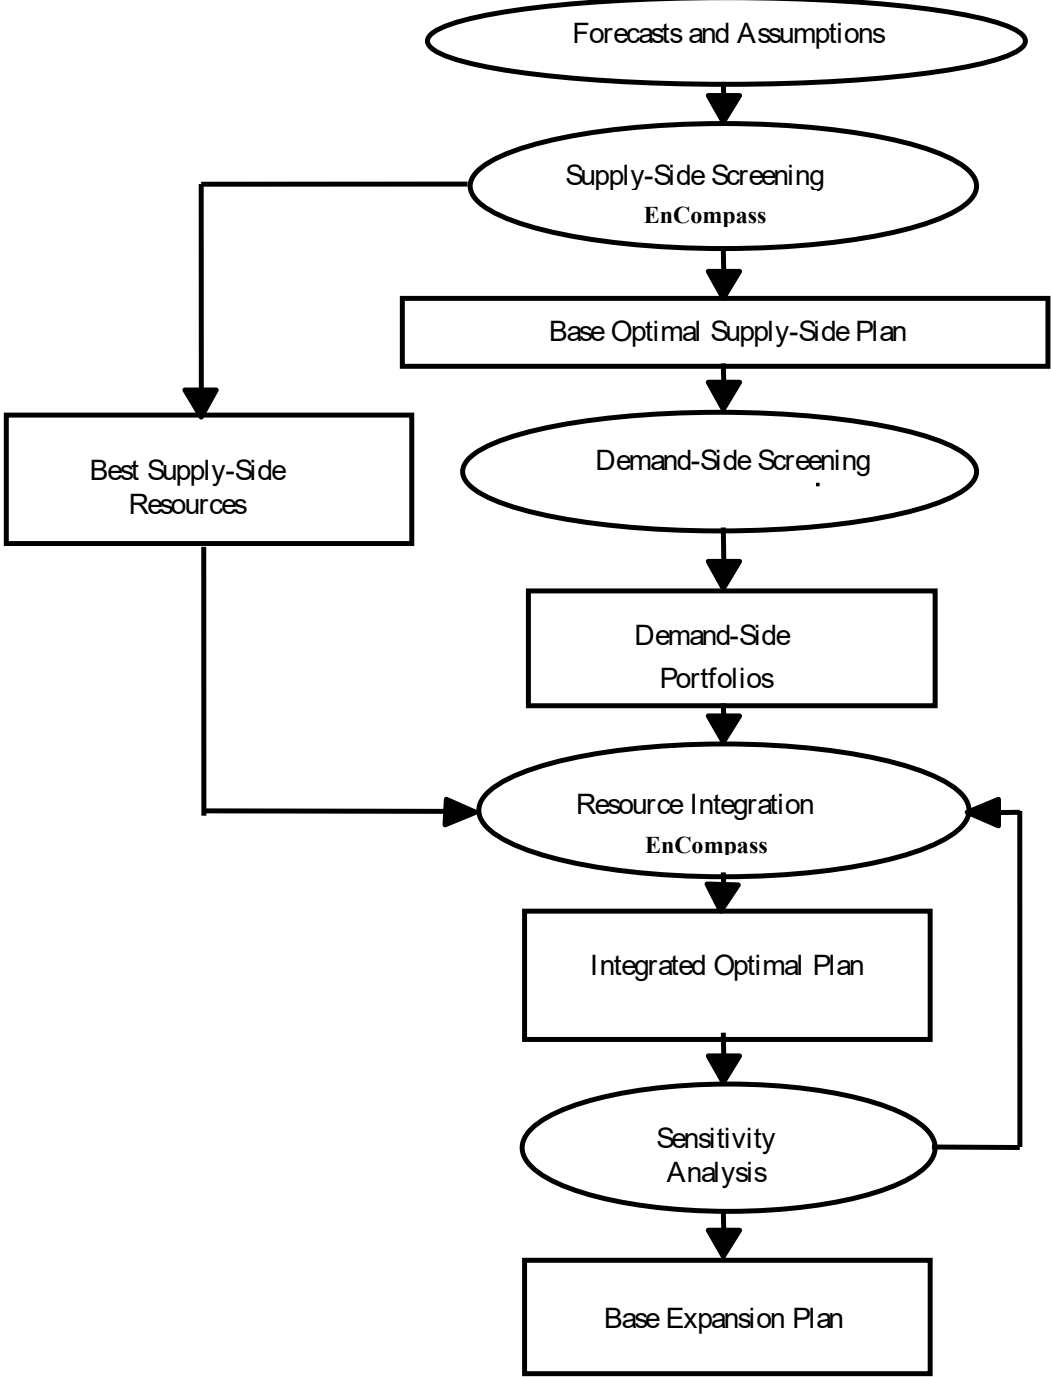 Forecasts and Assumptions
Supply-Side Screening
EnCompass
Base Optimal Supply-Side Plan
Best Supply-Side
Resources
Demand-Side Screening
Demand-Side
Portfolios
Resource Integration
EnCompass
Integrated Optimal Plan
Sensitivity
Analysis
Base Expansion Plan